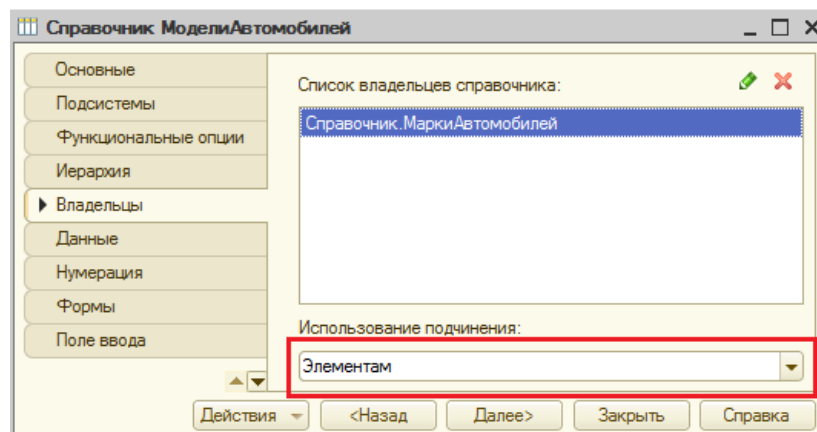 Справочник МоделиАвтомобилей
Основные
Подсистемы
Функциональные опции
Иерархия
Владельцы
Данные
Нумерация
Формы
Поле ввода
Список владельцев справочника:
Справочник.МаркиАвтомобилей
Использование подчинения:
Элементам
Действия <Назад Далее> Закрыть Справка